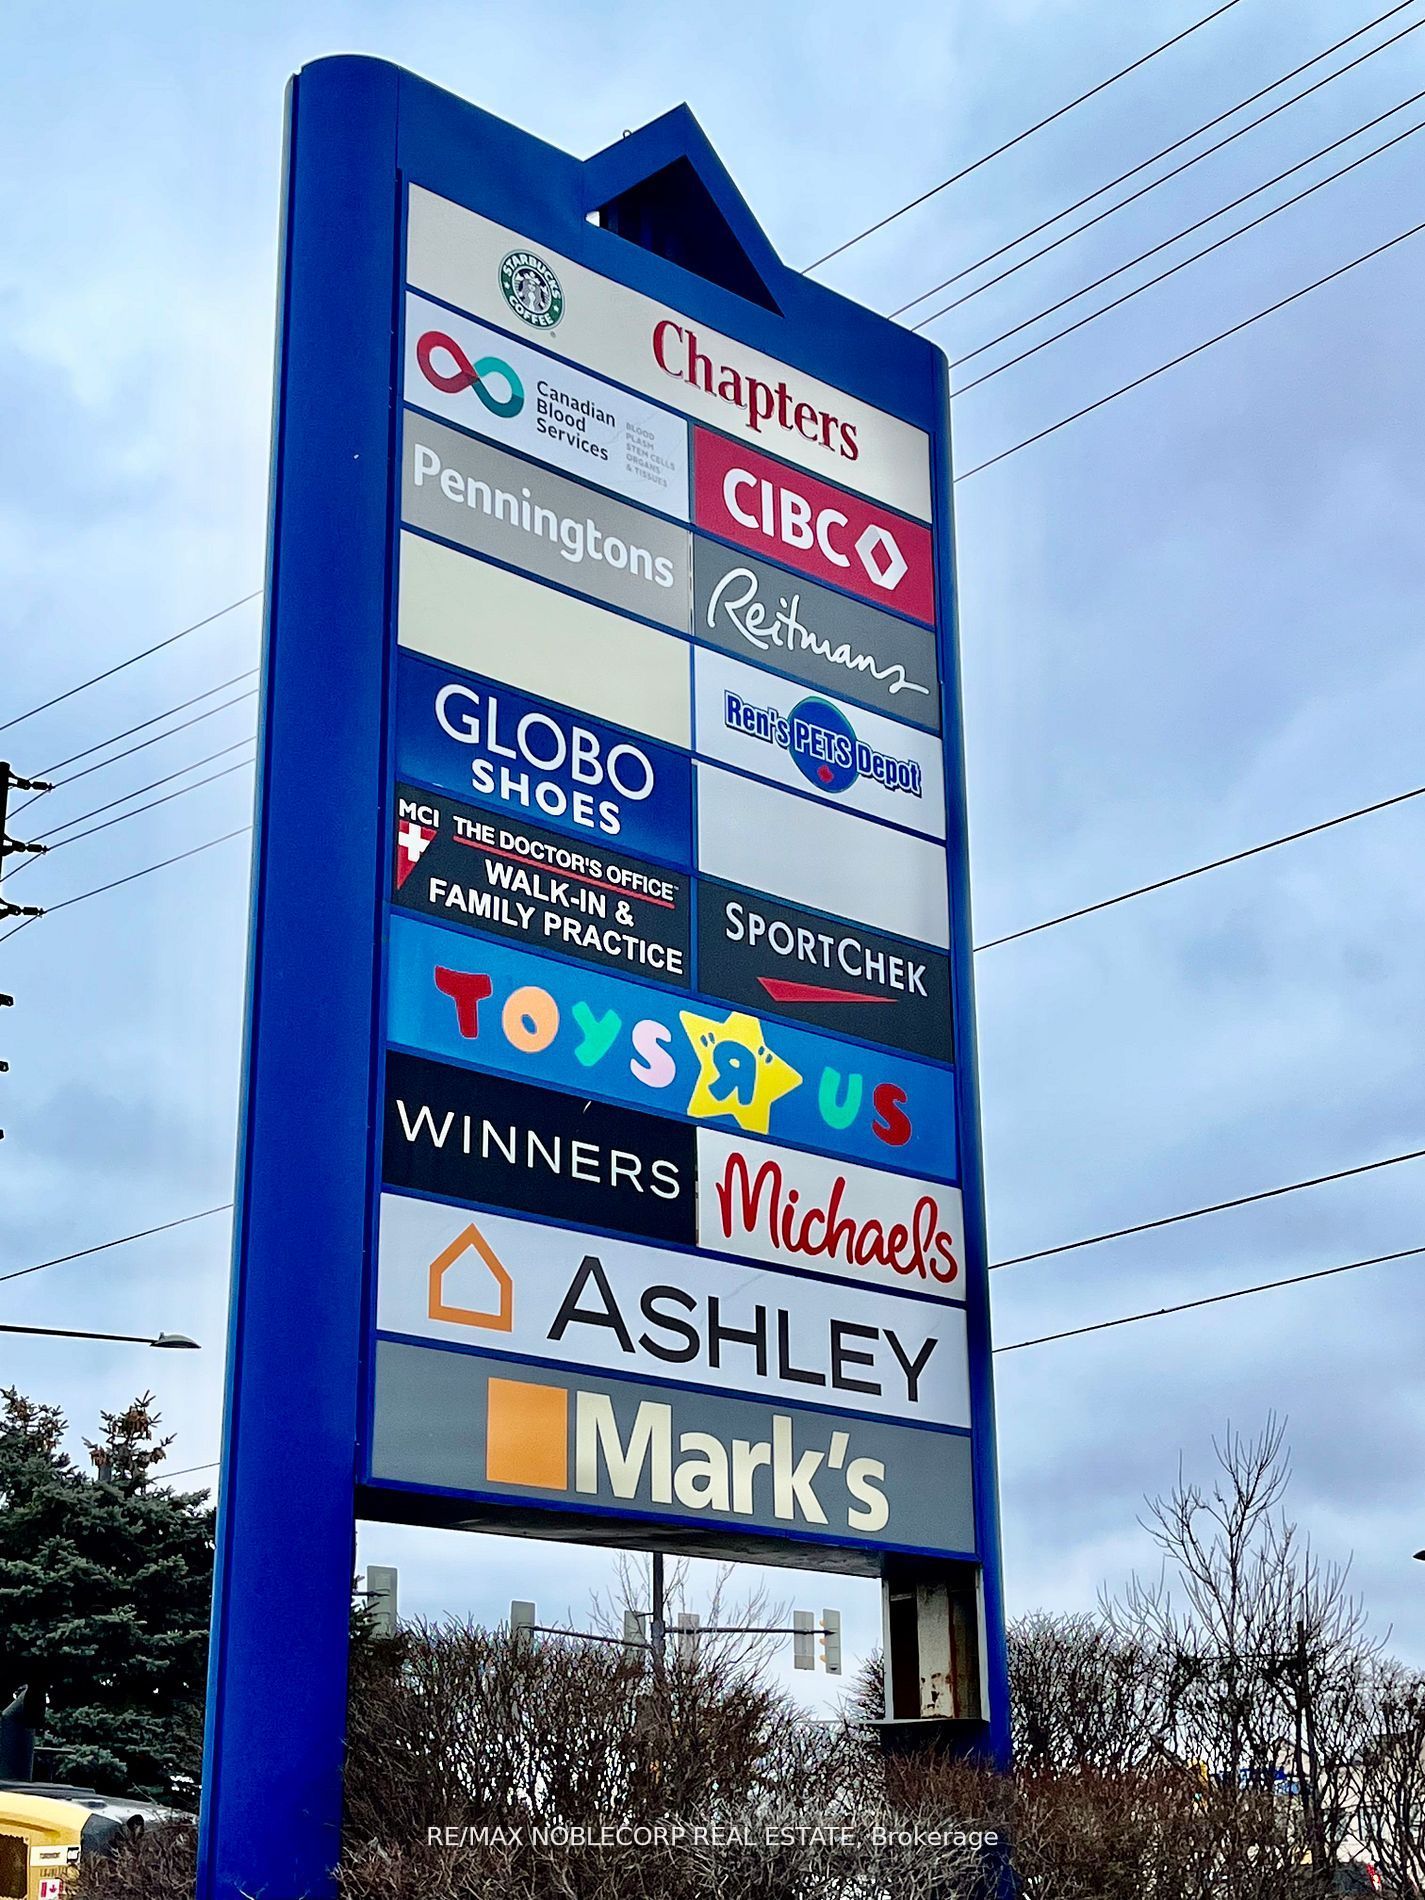 STARBUCKS
COFFEE
Chapters
Canadian
Blood
Services
BLOOD
PLASMA
STEM CELLS
ORGANS
& TISSUES
CIBC
Penningtons
Reitmans
Ren's PETS Depot
GLOBO
SHOES
MCI THE DOCTOR'S OFFICE
WALK-IN &
FAMILY PRACTICE
SPORTCHEK
TOYS "R" US
WINNERS
Michaels
ASHLEY
Mark's
RE/MAX NOBLECORP REAL ESTATE, Brokerage